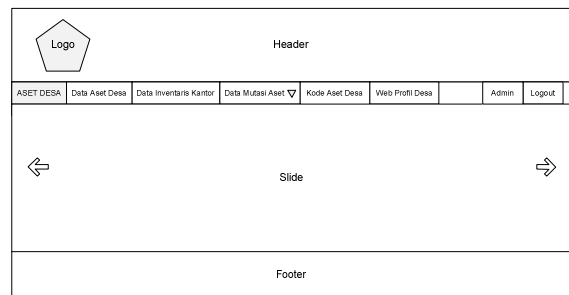 Logo
Header
ASET DESA Data Aset Desa Data Inventaris Kantor Data Mutasi Aset Kode Aset Desa Web Profil Desa Admin Logout
Slide
Footer